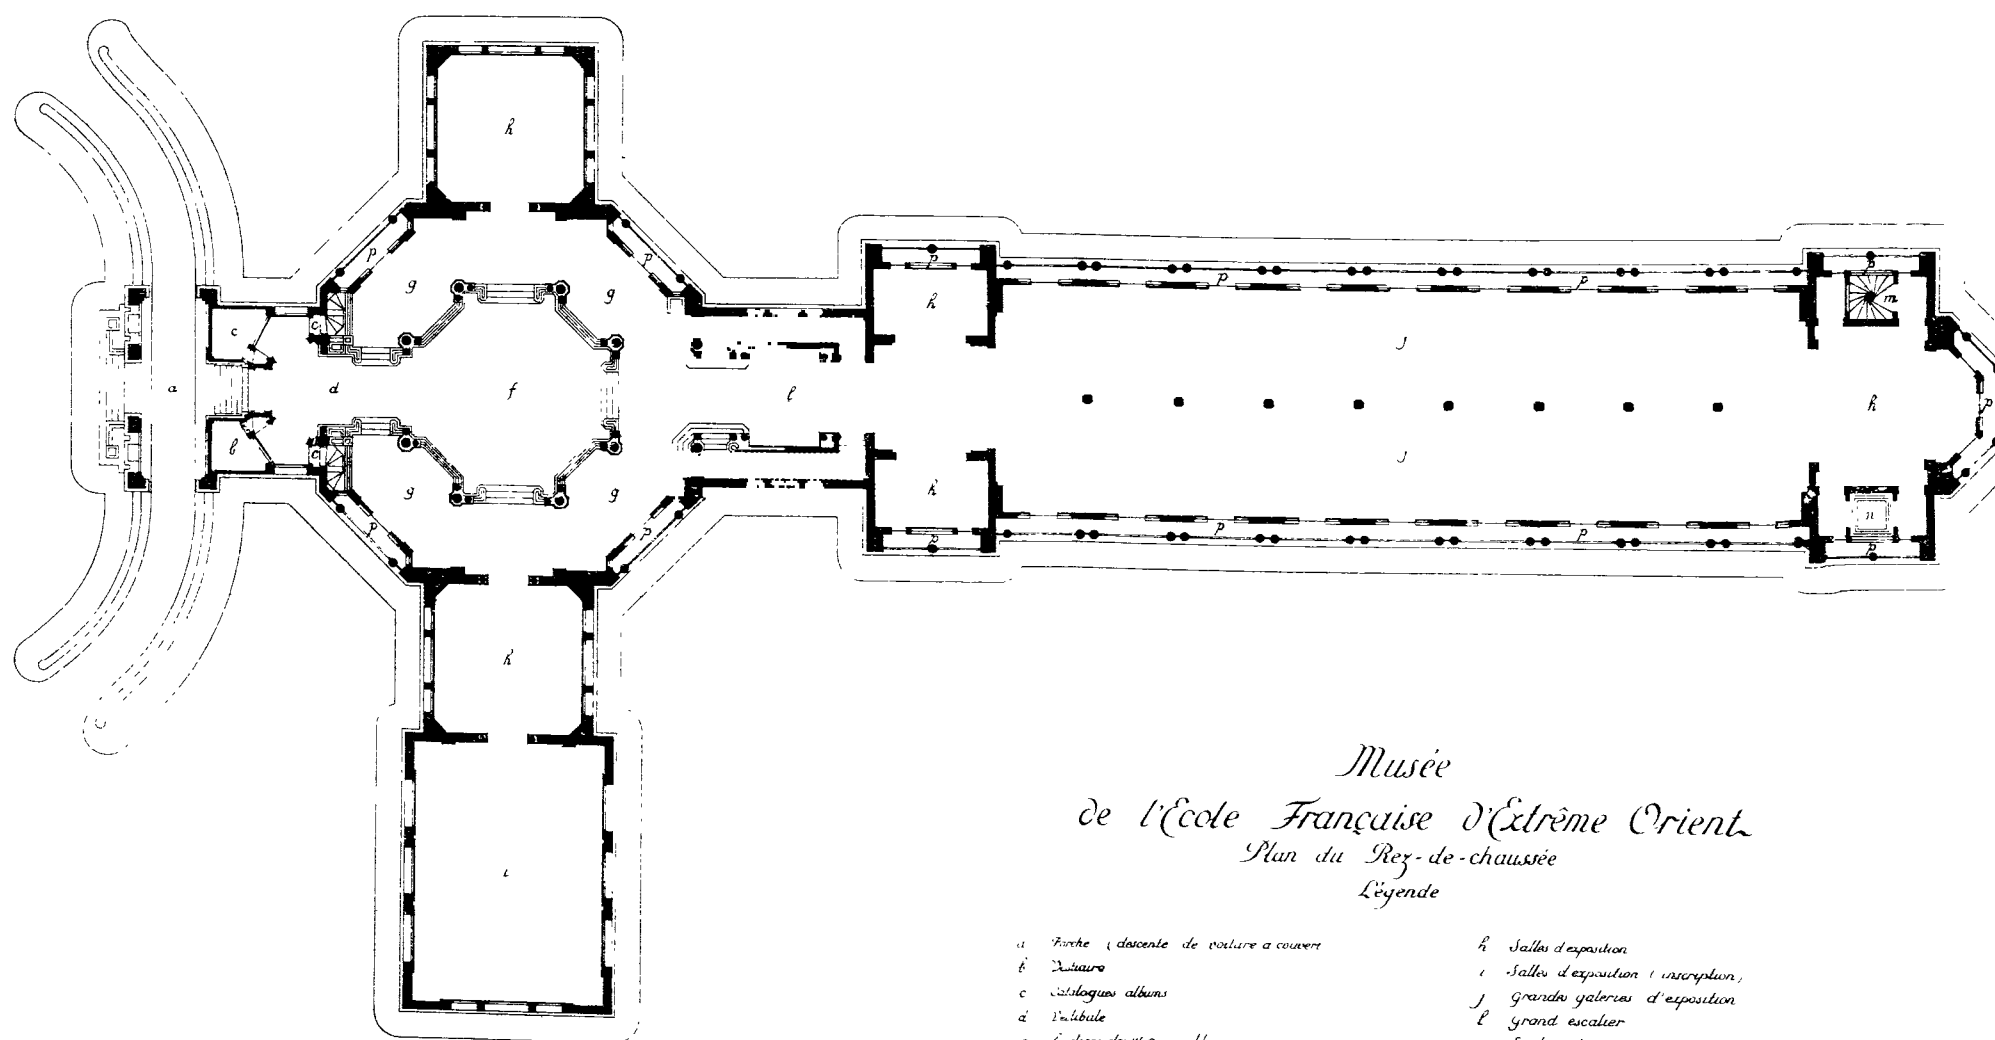 h
p
p
g
g
c
c
a
d
f
l
b
c
g
g
p
p
h
i
p
h
p
p
j
j
h
p
p
p
p
m
h
p
n
p
Musée
de l'Ecole Française d'Extrême Orient
Plan du Rez-de-chaussée
Légende
a Porche (descente de voiture a couvert
b Vestiaire
c Catalogues albums
d Vestibule
h Salles d'exposition
i Salles d'exposition (inscription)
j Grandes galeries d'exposition
l Grand escalier